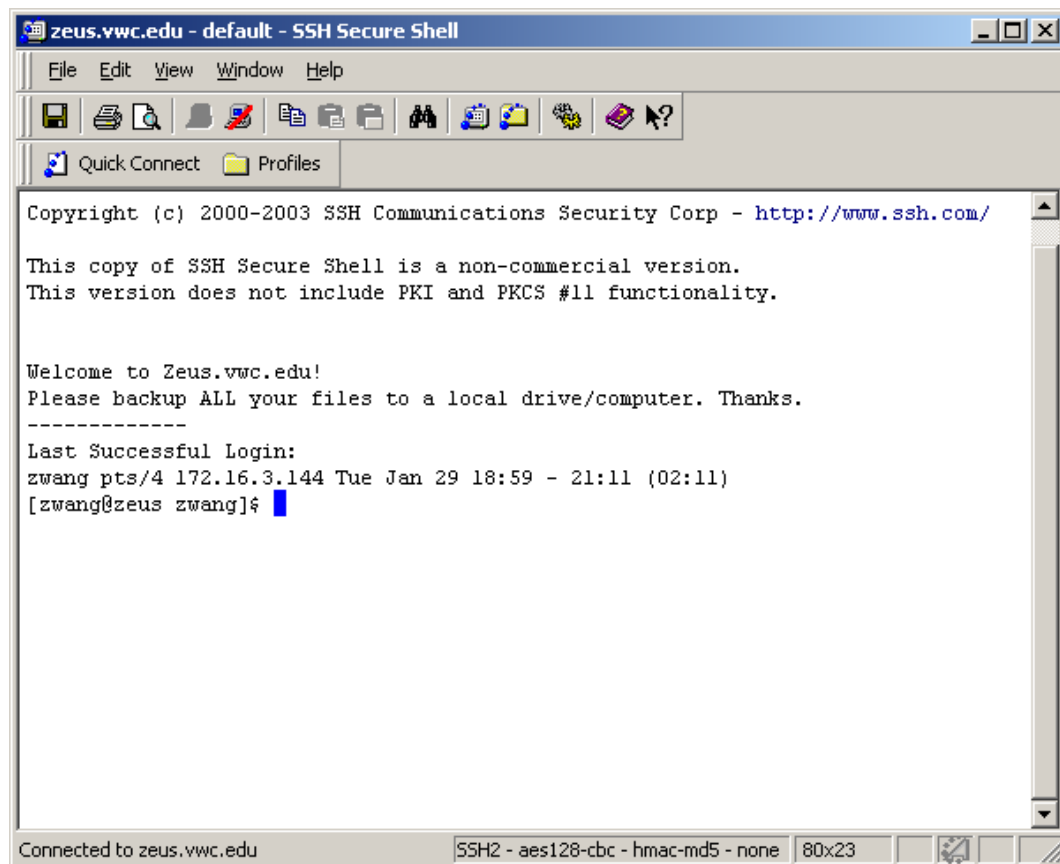 zeus.vwc.edu - default - SSH Secure Shell
File Edit View Window Help
Quick Connect Profiles
Copyright (c) 2000-2003 SSH Communications Security Corp - http://www.ssh.com/
This copy of SSH Secure Shell is a non-commercial version.
This version does not include PKI and PKCS #11 functionality.
Welcome to Zeus.vwc.edu!
Please backup ALL your files to a local drive/computer. Thanks.
-------------
Last Successful Login:
zwang pts/4 172.16.3.144 Tue Jan 29 18:59 - 21:11 (02:11)
[zwang@zeus zwang]$
Connected to zeus.vwc.edu SSH2 - aes128-cbc - hmac-md5 - none 80x23